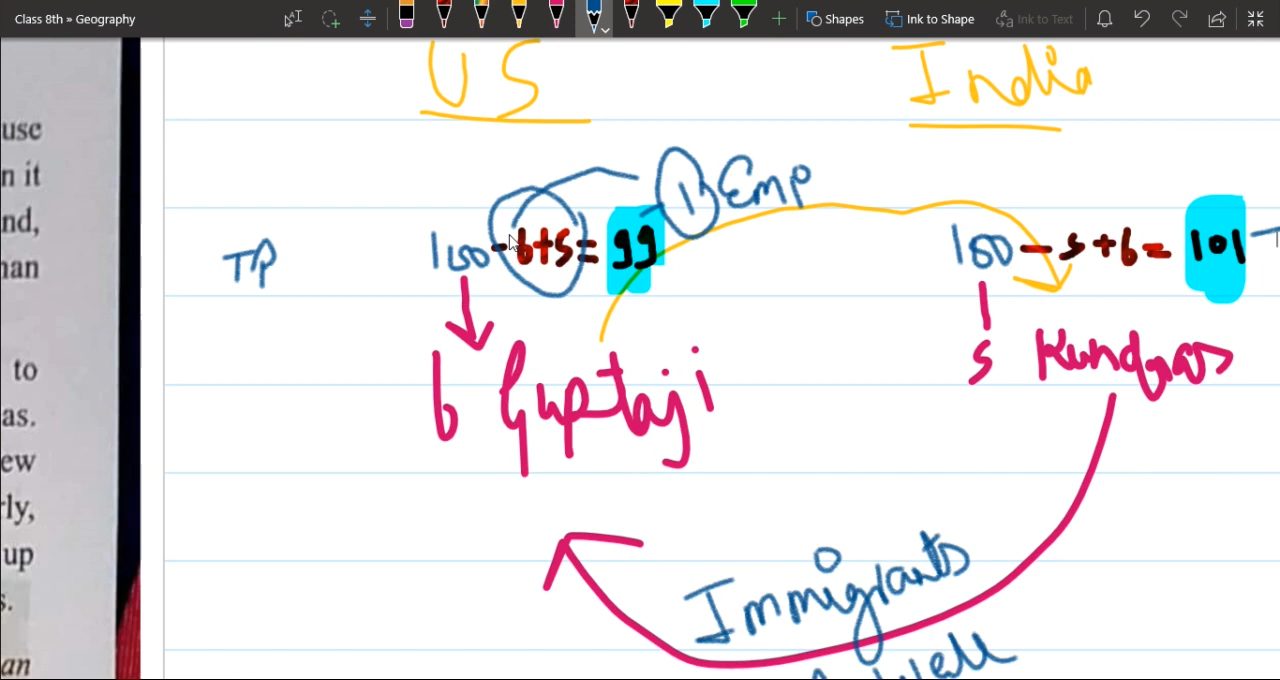 Class 8th » Geography
Shapes
Ink to Shape
Ink to Text
US
India
use
n it
nd,
han
to
as.
ew
rly,
up
s.
an
1) Emp
TP
100 - 6 + 5 = 99
100 - 5 + 6 = 101
6 Guptaji
5
Immigrants